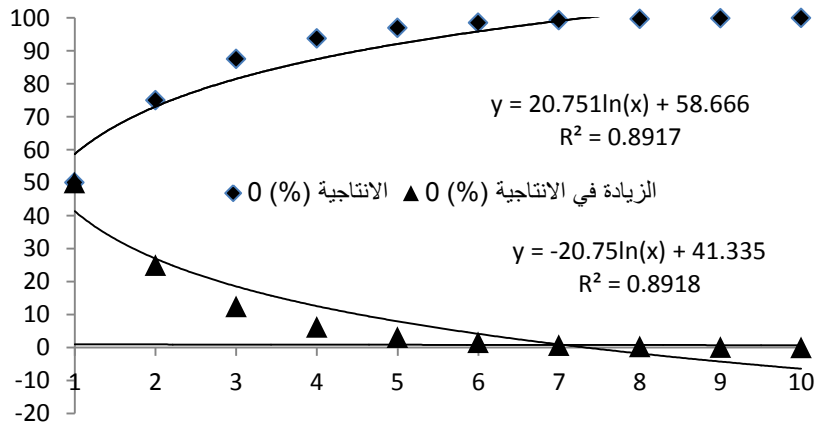 100
90
80
70
60
50
40
30
20
10
0
-10
-20
y = 20.751ln(x) + 58.666
R² = 0.8917
الانتاجية (%) 0 الزيادة في الانتاجية (%) 0
y = -20.75ln(x) + 41.335
R² = 0.8918
1 2 3 4 5 6 7 8 9 10